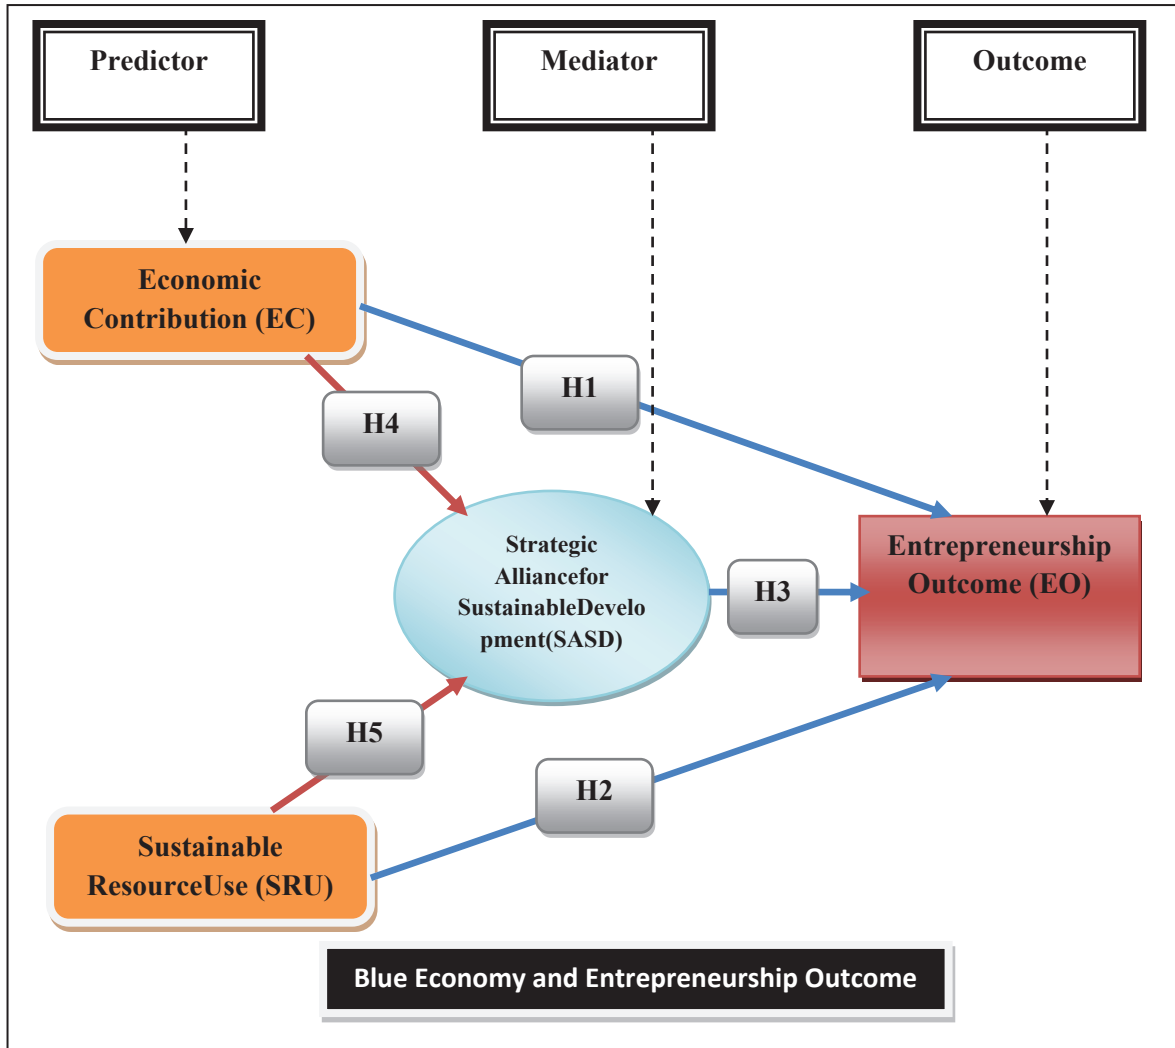 Predictor
Mediator
Outcome
Economic
Contribution (EC)
H1
H4
Strategic
Alliancefor
SustainableDevelo
pment(SASD)
Entrepreneurship
Outcome (EO)
H3
H5
H2
Sustainable
ResourceUse (SRU)
Blue Economy and Entrepreneurship Outcome